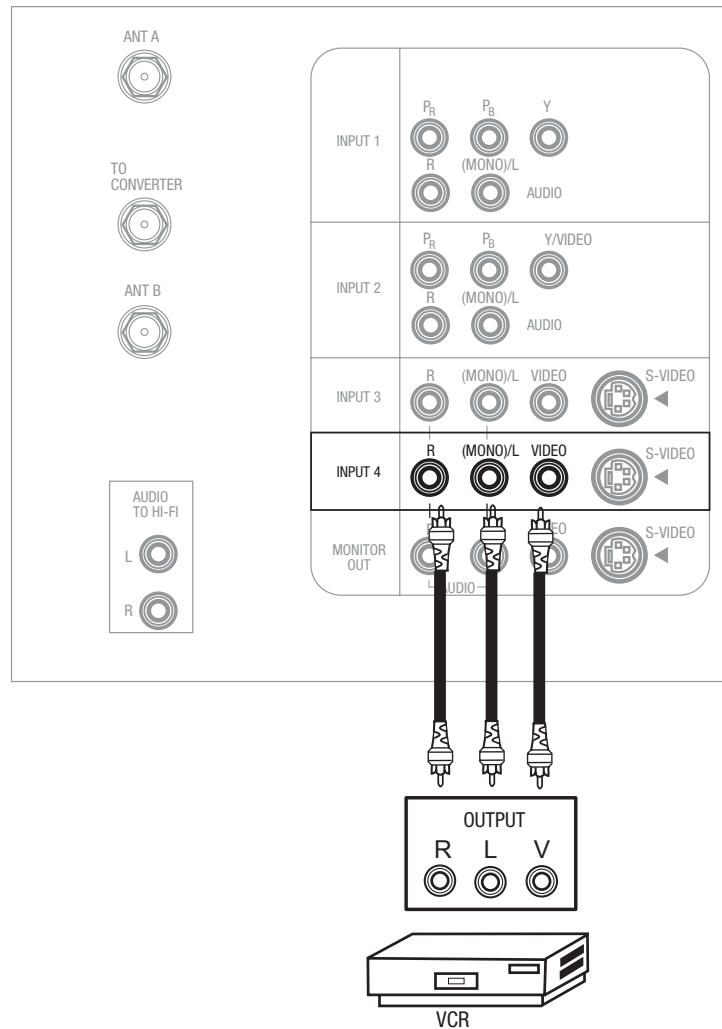 ANT A
TO
CONVERTER
ANT B
AUDIO
TO HI-FI
L
R
INPUT 1
PR PB Y
R (MONO)/L AUDIO
INPUT 2
PR PB Y/VIDEO
R (MONO)/L AUDIO
INPUT 3
R (MONO)/L VIDEO S-VIDEO
INPUT 4
R (MONO)/L VIDEO S-VIDEO
MONITOR
OUT
S-VIDEO
AUDIO
OUTPUT
R L V
VCR